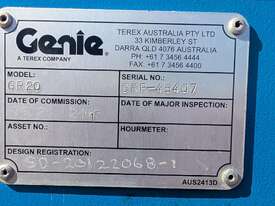 Genie
A TEREX COMPANY
TEREX AUSTRALIA PTY LTD
33 KIMBERLEY ST
DARRA QLD 4076 AUSTRALIA
PH: +61 7 3456 4444
FAX: +61 7 3456 4400
MODEL:
GR20
SERIAL NO:
DATE OF COMMISSION:
DATE OF MAJOR INSPECTION:
ASSET NO:
HOURMETER:
DESIGN REGISTRATION:
AUS2413D